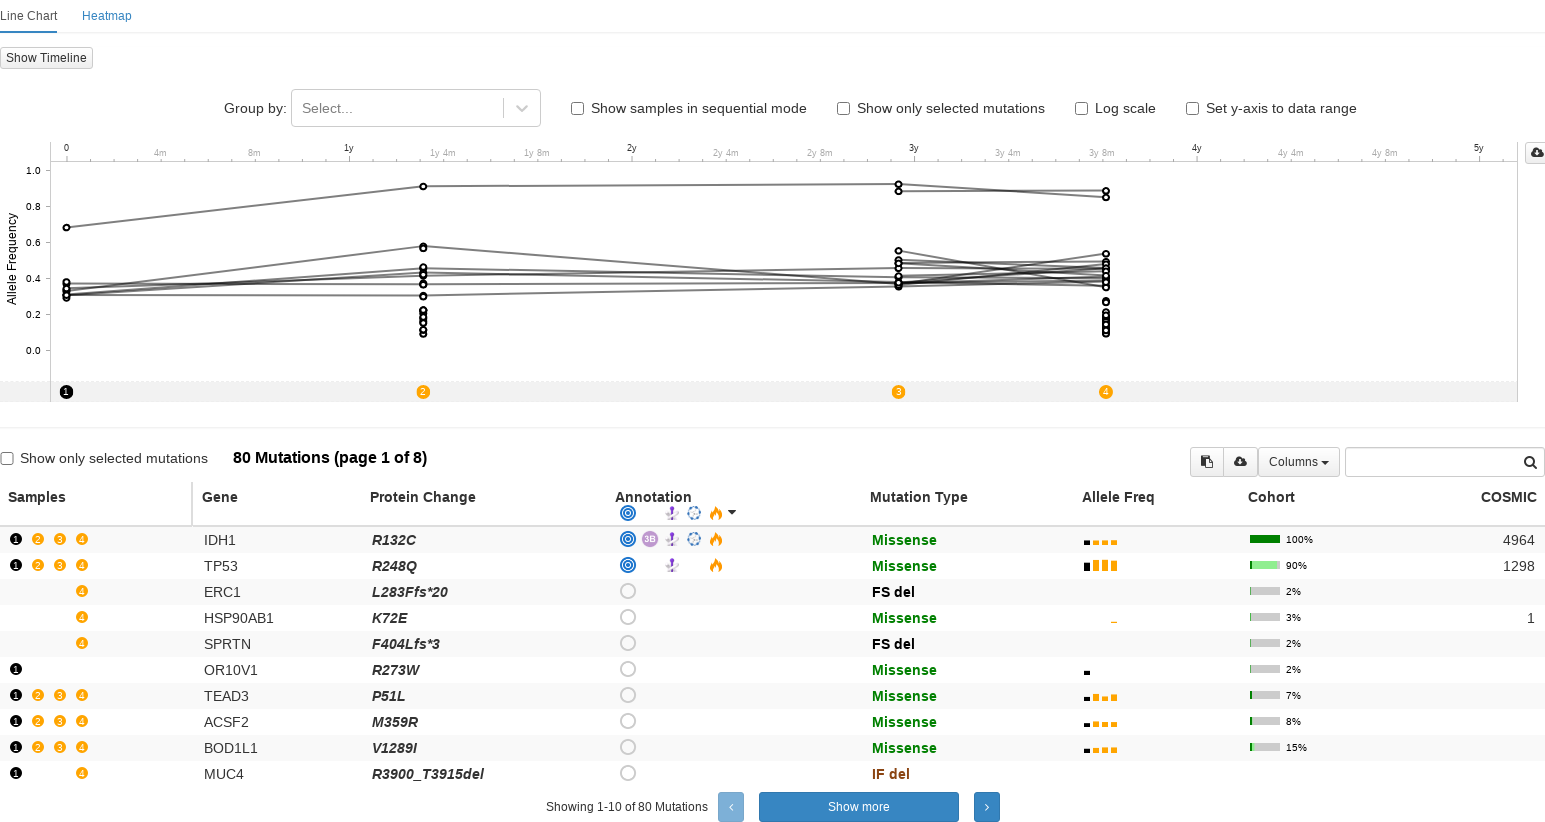 Line Chart Heatmap
Show Timeline
Group by: Select... Show samples in sequential mode Show only selected mutations Log scale Set y-axis to data range
0 4m 8m 1y 1y 4m 1y 8m 2y 2y 4m 2y 8m 3y 3y 4m 3y 8m 4y 4y 4m 4y 8m 5y
1.0
0.8
0.6
0.4
0.2
0.0
Allele Frequency
1 2 3 4
Show only selected mutations 80 Mutations (page 1 of 8) Columns
Samples Gene Protein Change Annotation Mutation Type Allele Freq Cohort COSMIC
1 2 3 4 IDH1 R132C 3B Missense 100% 4964
1 2 3 4 TP53 R248Q Missense 90% 1298
4 ERC1 L283Ffs*20 FS del 2%
4 HSP90AB1 K72E Missense 3% 1
4 SPRTN F404Lfs*3 FS del 2%
1 OR10V1 R273W Missense 2%
1 2 3 4 TEAD3 P51L Missense 7%
1 2 3 4 ACSF2 M359R Missense 8%
1 2 3 4 BOD1L1 V1289I Missense 15%
1 4 MUC4 R3900_T3915del IF del
Showing 1-10 of 80 Mutations ‹ Show more ›